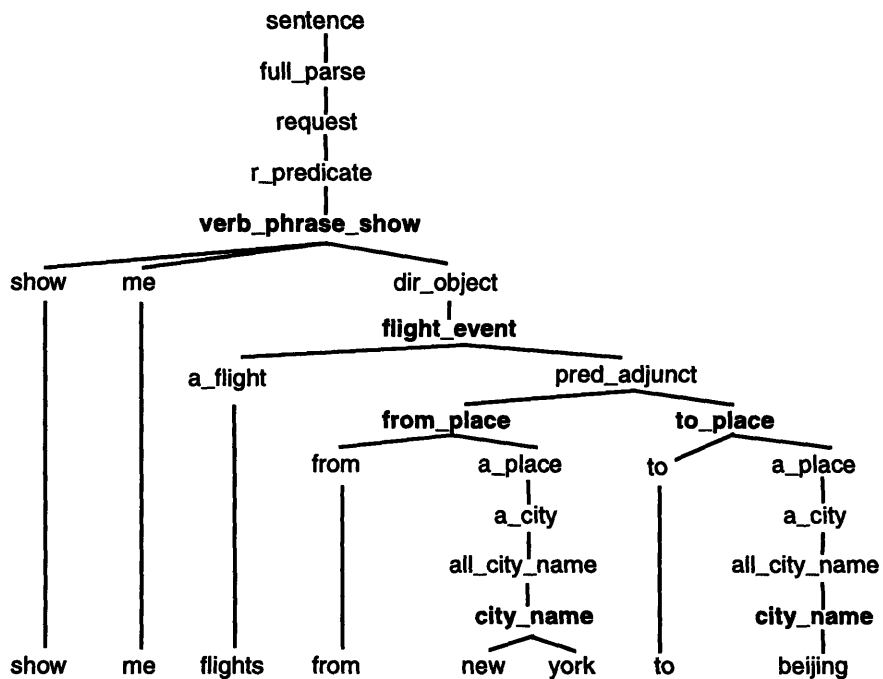 sentence
full_parse
request
r_predicate
verb_phrase_show
show me dir_object
flight_event
a_flight pred_adjunct
from_place to_place
from a_place to a_place
a_city a_city
all_city_name all_city_name
city_name city_name
show me flights from new york to beijing